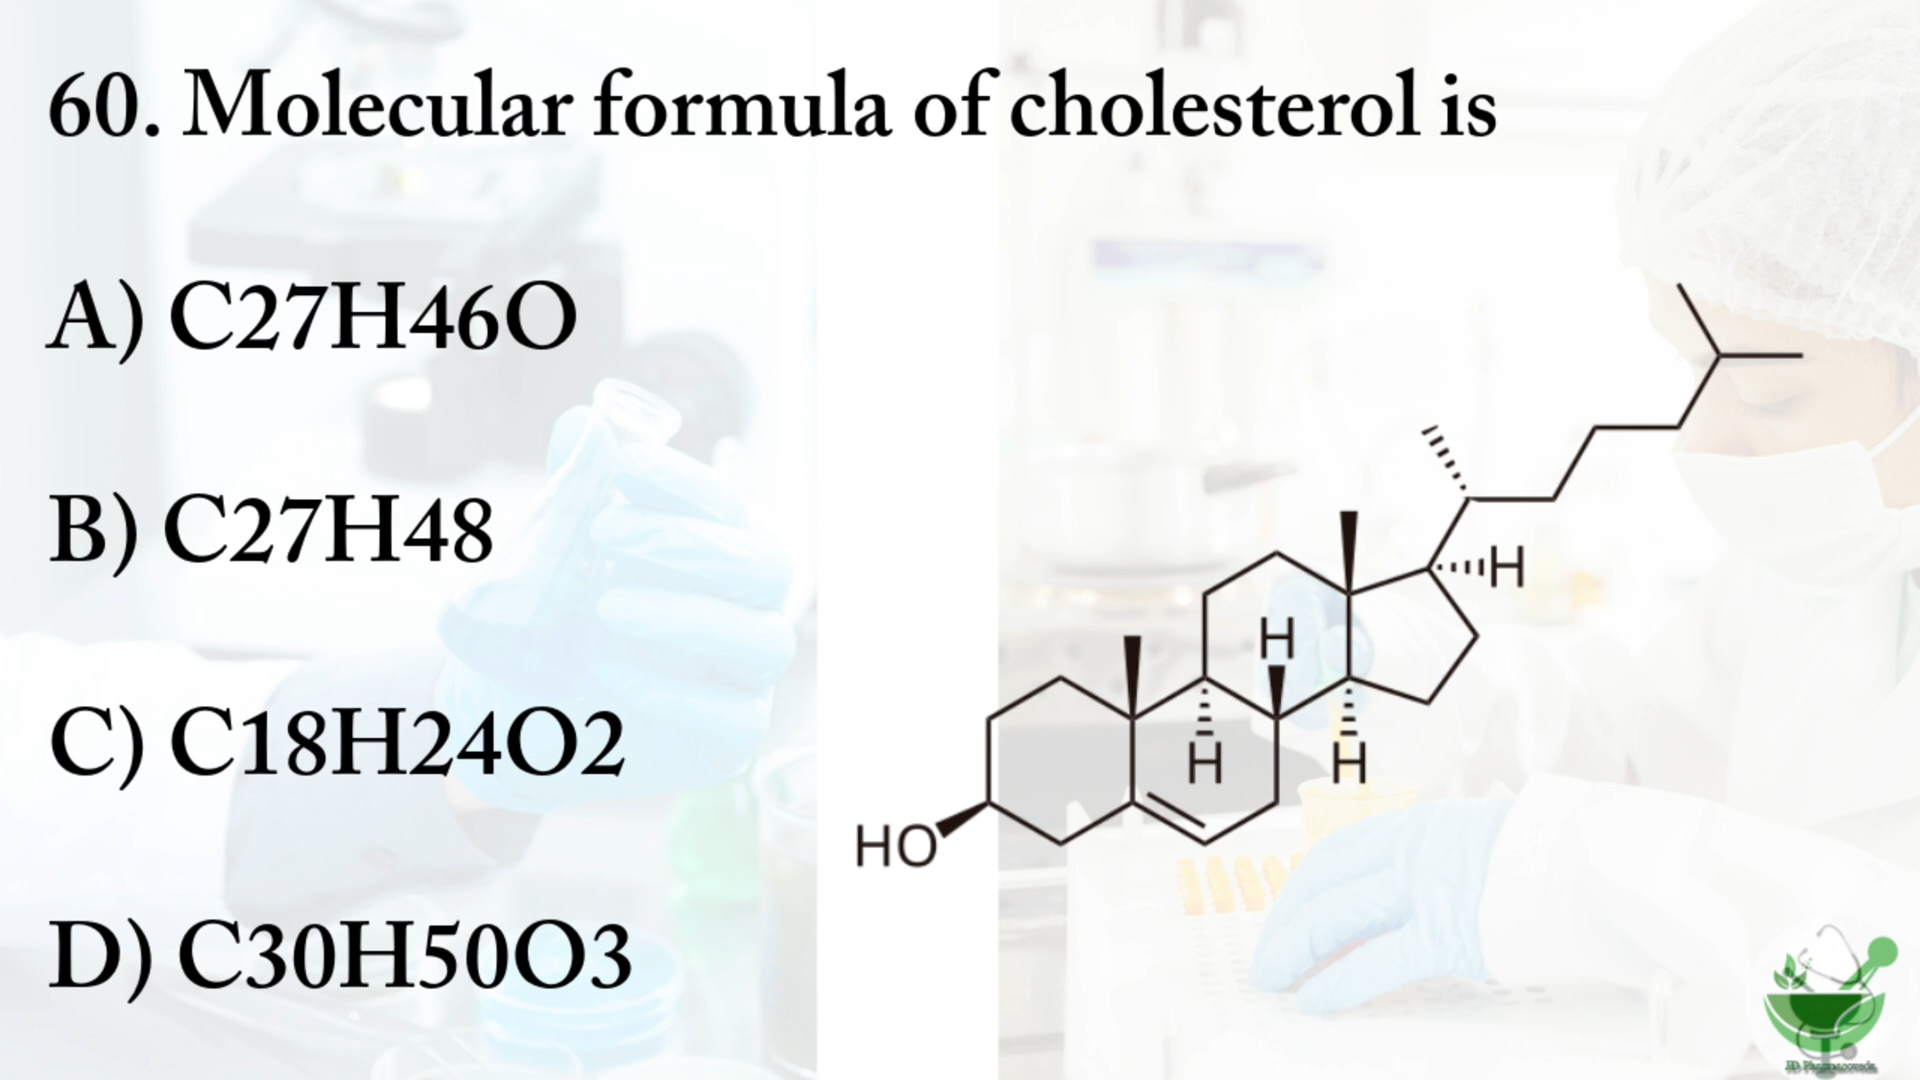 60. Molecular formula of cholesterol is
A) C27H46O
B) C27H48
C) C18H24O2
D) C30H50O3
H
H
H
H
HO